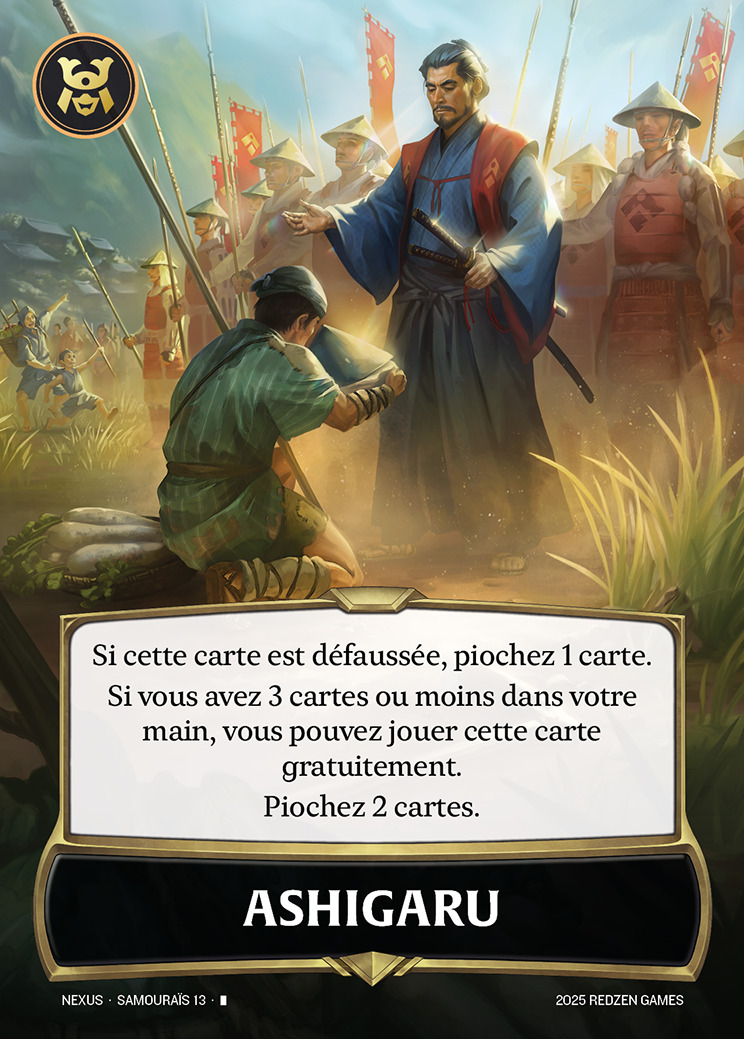 Si cette carte est défaussée, piochez 1 carte.
Si vous avez 3 cartes ou moins dans votre
main, vous pouvez jouer cette carte
gratuitement.
Piochez 2 cartes.
ASHIGARU
NEXUS · SAMOURAÏS 13 ·
2025 REDZEN GAMES